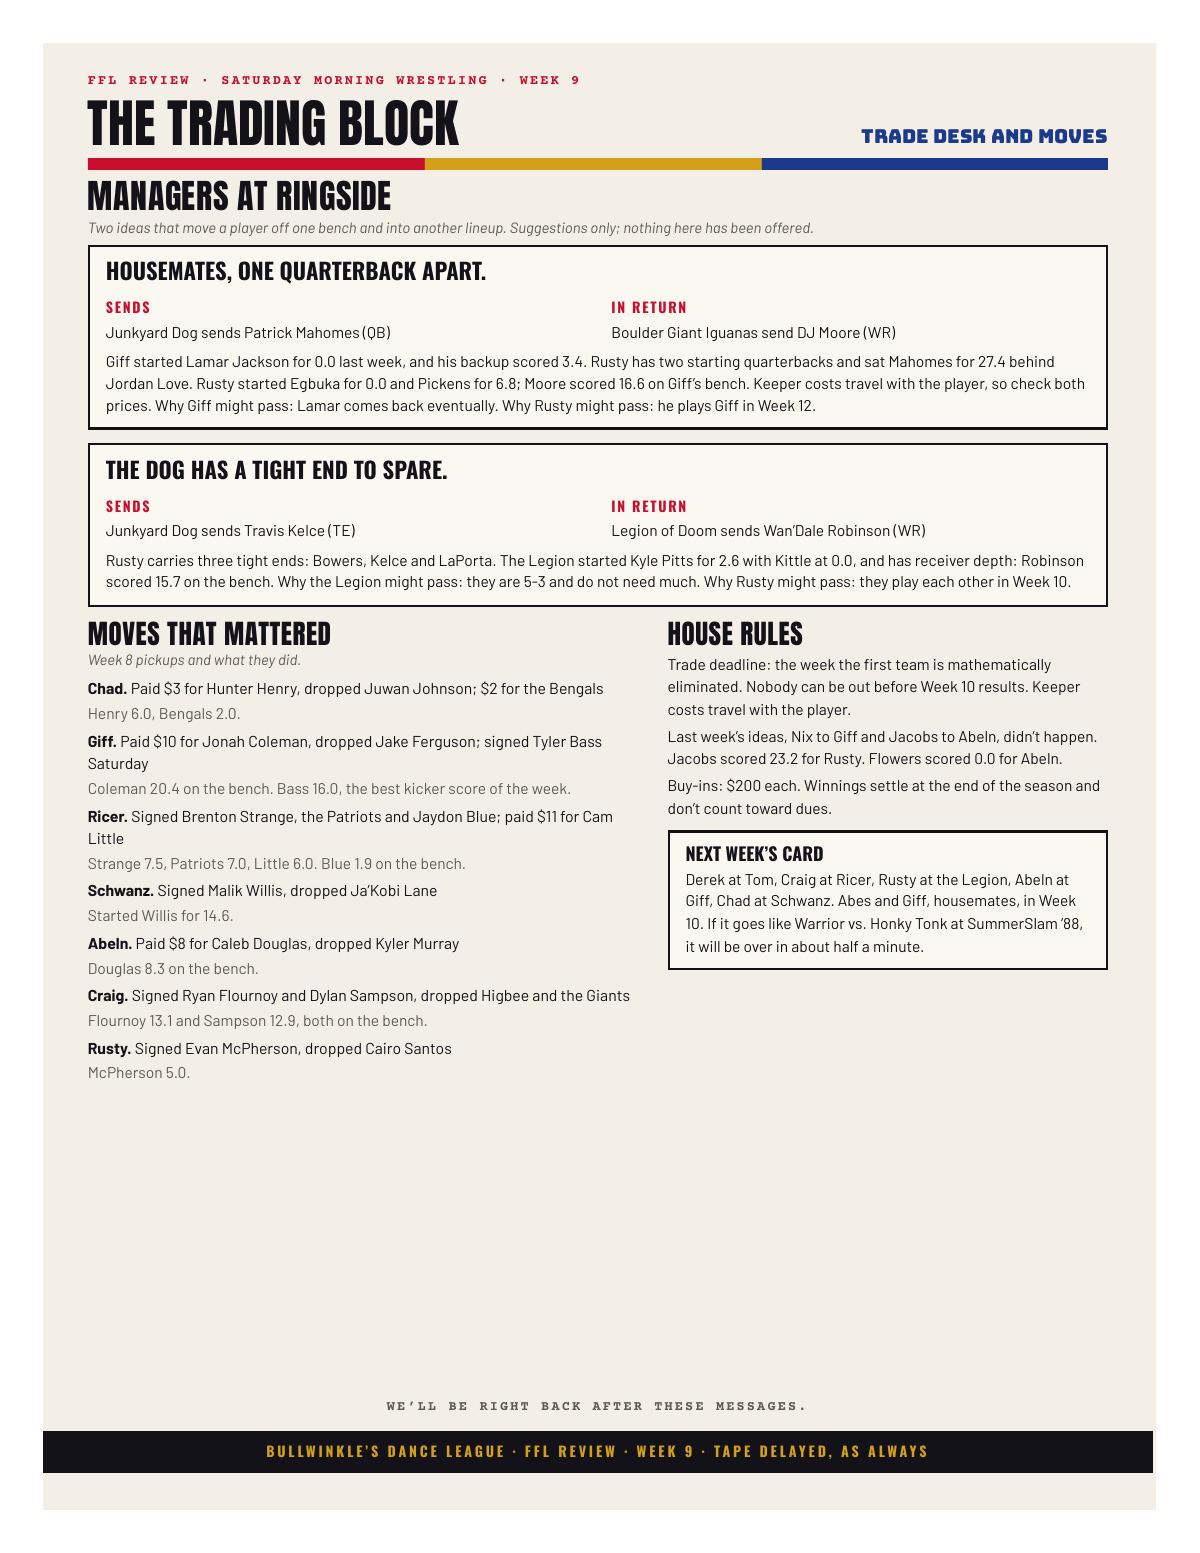 FFL REVIEW · SATURDAY MORNING WRESTLING · WEEK 9
THE TRADING BLOCK
TRADE DESK AND MOVES
MANAGERS AT RINGSIDE
Two ideas that move a player off one bench and into another lineup. Suggestions only; nothing here has been offered.
HOUSEMATES, ONE QUARTERBACK APART.
SENDS
Junkyard Dog sends Patrick Mahomes (QB)
IN RETURN
Boulder Giant Iguanas send DJ Moore (WR)
Giff started Lamar Jackson for 0.0 last week, and his backup scored 3.4. Rusty has two starting quarterbacks and sat Mahomes for 27.4 behind
Jordan Love. Rusty started Egbuka for 0.0 and Pickens for 6.8; Moore scored 16.6 on Giff’s bench. Keeper costs travel with the player, so check both
prices. Why Giff might pass: Lamar comes back eventually. Why Rusty might pass: he plays Giff in Week 12.
THE DOG HAS A TIGHT END TO SPARE.
SENDS
Junkyard Dog sends Travis Kelce (TE)
IN RETURN
Legion of Doom sends Wan’Dale Robinson (WR)
Rusty carries three tight ends: Bowers, Kelce and LaPorta. The Legion started Kyle Pitts for 2.6 with Kittle at 0.0, and has receiver depth: Robinson
scored 15.7 on the bench. Why the Legion might pass: they are 5-3 and do not need much. Why Rusty might pass: they play each other in Week 10.
MOVES THAT MATTERED
Week 8 pickups and what they did.
Chad. Paid $3 for Hunter Henry, dropped Juwan Johnson; $2 for the Bengals
Henry 6.0, Bengals 2.0.
Giff. Paid $10 for Jonah Coleman, dropped Jake Ferguson; signed Tyler Bass
Saturday
Coleman 20.4 on the bench. Bass 16.0, the best kicker score of the week.
Ricer. Signed Brenton Strange, the Patriots and Jaydon Blue; paid $11 for Cam
Little
Strange 7.5, Patriots 7.0, Little 6.0. Blue 1.9 on the bench.
Schwanz. Signed Malik Willis, dropped Ja’Kobi Lane
Started Willis for 14.6.
Abeln. Paid $8 for Caleb Douglas, dropped Kyler Murray
Douglas 8.3 on the bench.
Craig. Signed Ryan Flournoy and Dylan Sampson, dropped Higbee and the Giants
Flournoy 13.1 and Sampson 12.9, both on the bench.
Rusty. Signed Evan McPherson, dropped Cairo Santos
McPherson 5.0.
HOUSE RULES
Trade deadline: the week the first team is mathematically
eliminated. Nobody can be out before Week 10 results. Keeper
costs travel with the player.
Last week’s ideas, Nix to Giff and Jacobs to Abeln, didn’t happen.
Jacobs scored 23.2 for Rusty. Flowers scored 0.0 for Abeln.
Buy-ins: $200 each. Winnings settle at the end of the season and
don’t count toward dues.
NEXT WEEK’S CARD
Derek at Tom, Craig at Ricer, Rusty at the Legion, Abeln at
Giff, Chad at Schwanz. Abes and Giff, housemates, in Week
10. If it goes like Warrior vs. Honky Tonk at SummerSlam ’88,
it will be over in about half a minute.
WE’LL BE RIGHT BACK AFTER THESE MESSAGES.
BULLWINKLE’S DANCE LEAGUE · FFL REVIEW · WEEK 9 · TAPE DELAYED, AS ALWAYS